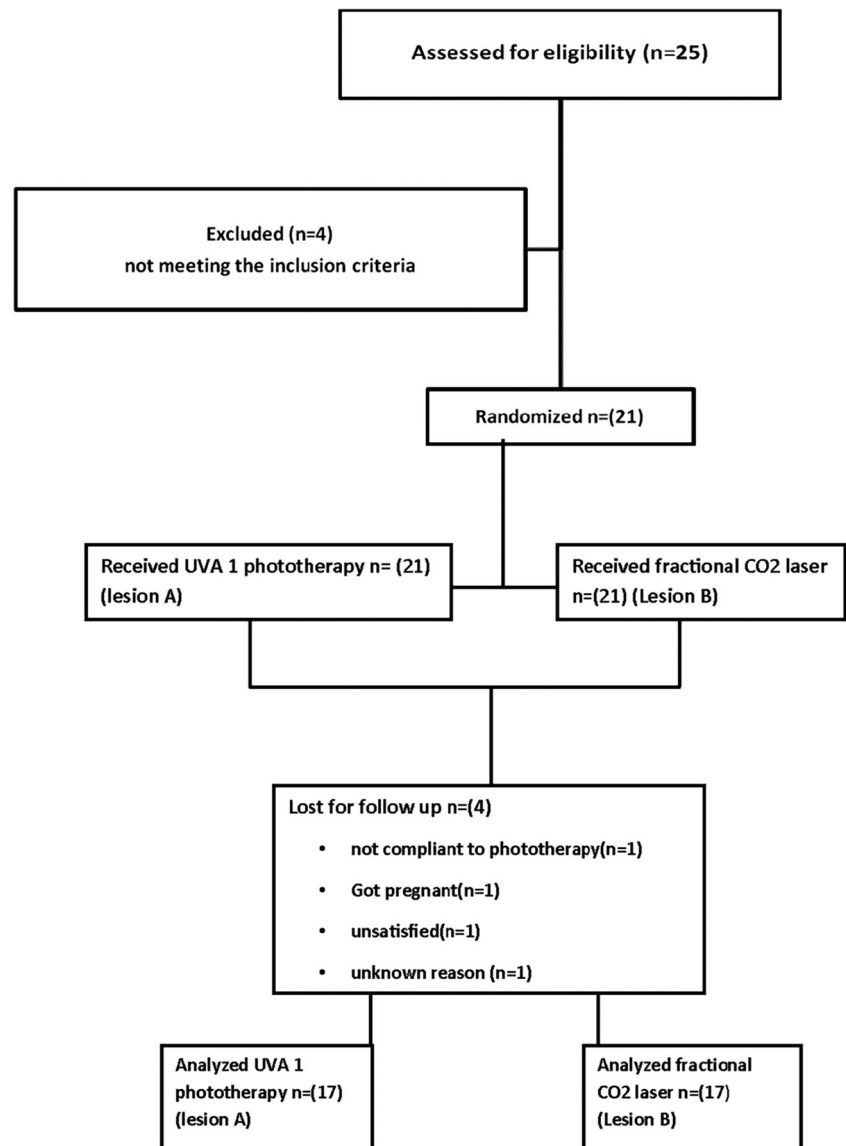 Assessed for eligibility (n=25)
Excluded (n=4)
not meeting the inclusion criteria
Randomized n=(21)
Received UVA 1 phototherapy n= (21)
(lesion A)
Received fractional CO2 laser
n=(21) (Lesion B)
Lost for follow up n=(4)
• not compliant to phototherapy(n=1)
• Got pregnant(n=1)
• unsatisfied(n=1)
• unknown reason (n=1)
Analyzed UVA 1
phototherapy n=(17)
(lesion A)
Analyzed fractional
CO2 laser n=(17)
(Lesion B)